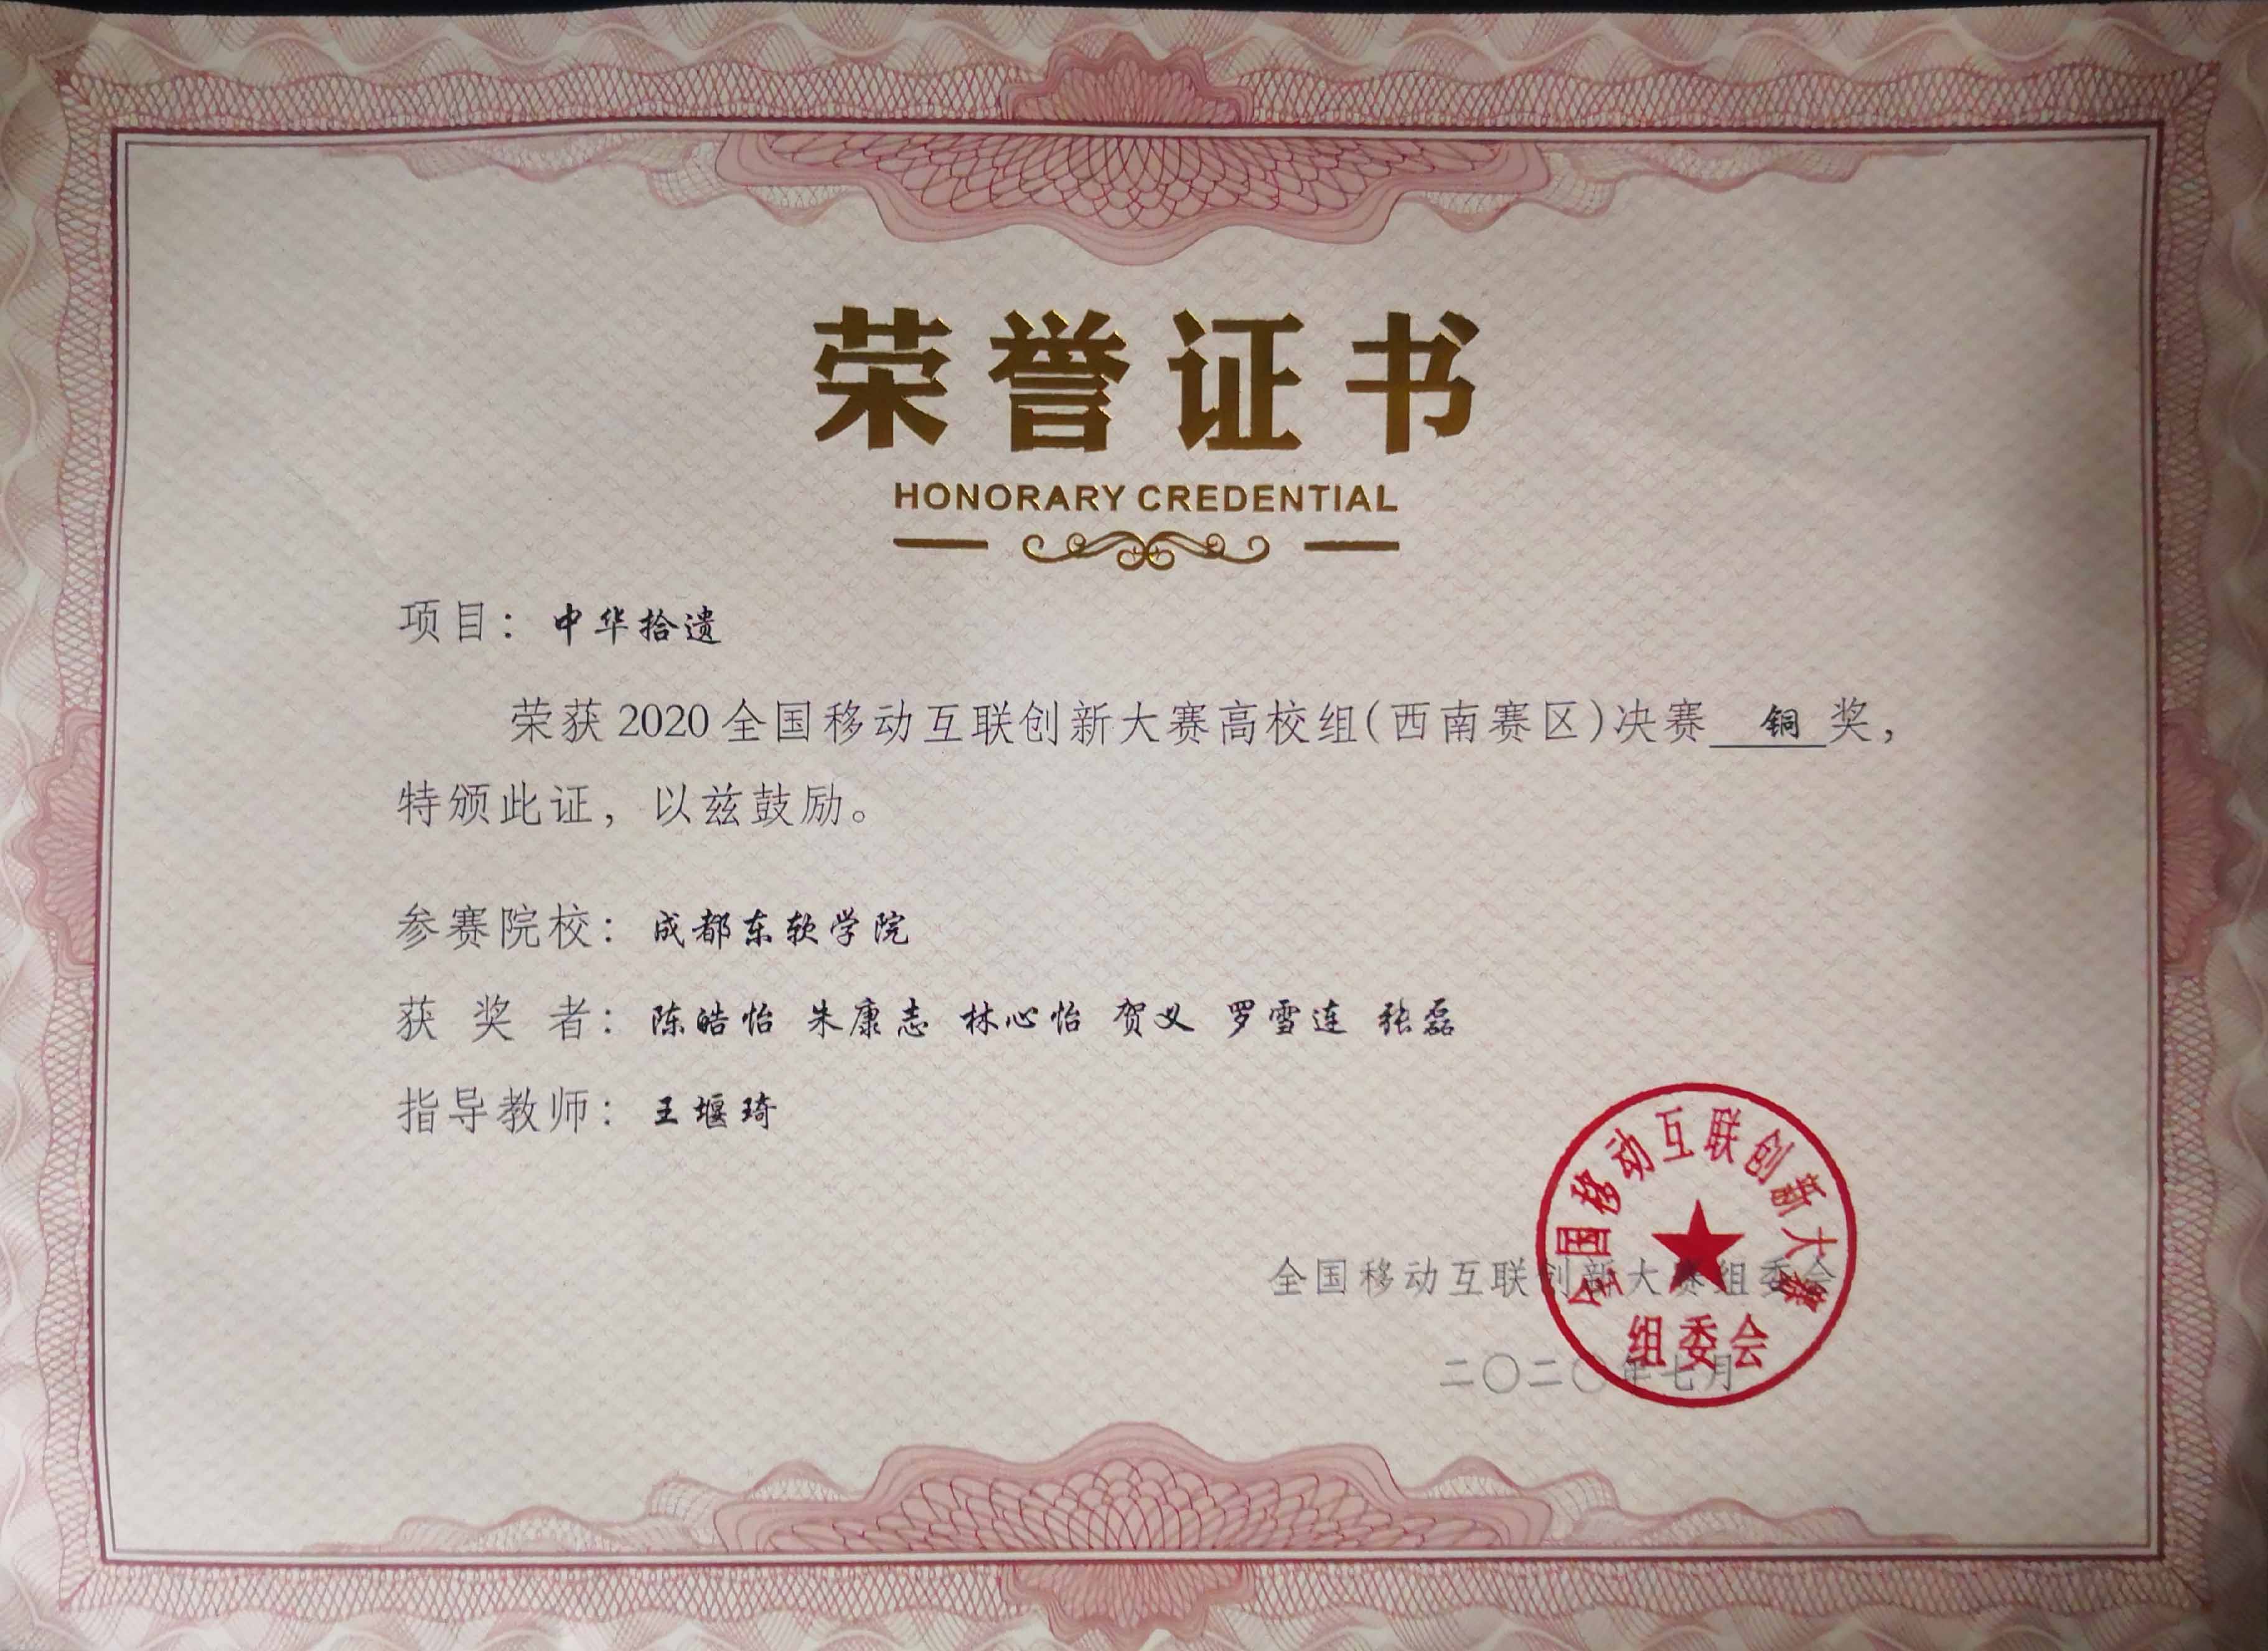 荣誉证书
HONORARY CREDENTIAL
项目：中华拾遗
荣获2020全国移动互联创新大赛高校组(西南赛区)决赛 铜 奖，
特颁此证，以兹鼓励。
参赛院校：成都东软学院
获奖者：陈皓怡 朱康志 林心怡 贺义 罗雪连 张磊
指导教师：王堰琦
全国移动互联创新大赛组委会
二〇二〇年七月
全国移动互联创新大赛
组委会